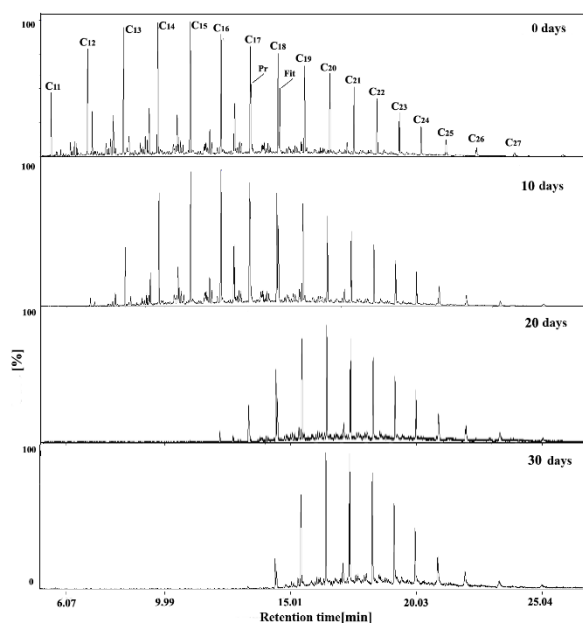 100
0 days
C11
C12
C13
C14
C15
C16
C17
C18
C19
C20
C21
C22
C23
C24
C25
C26
C27
Pr
Fit
100
10 days
100
20 days
[%]
100
30 days
0
6.07 9.99 15.01 20.03 25.04
Retention time[min]